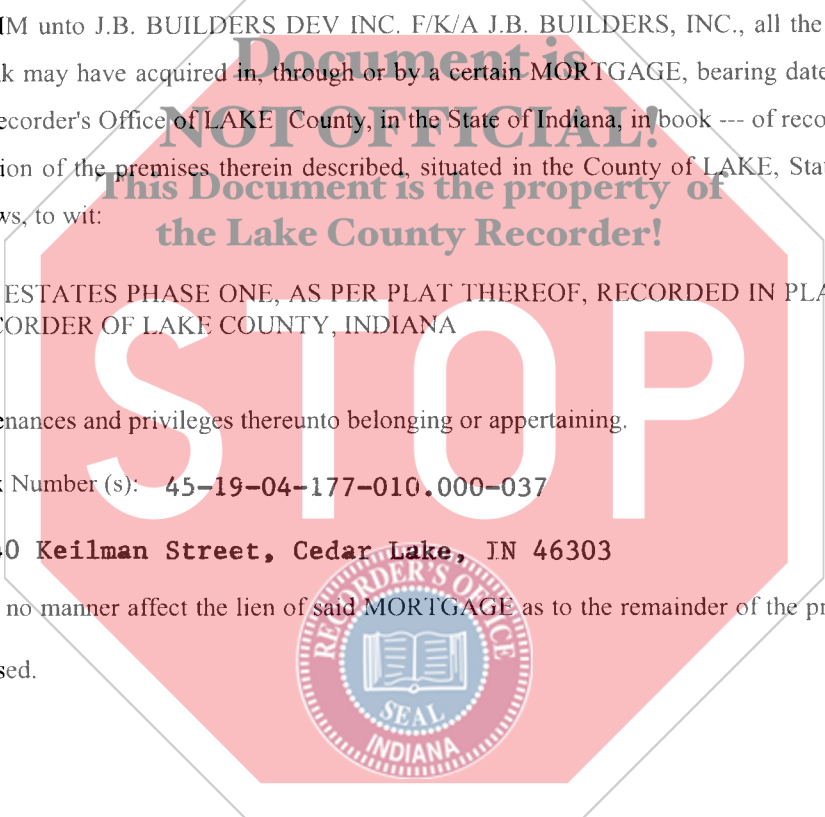 IM unto J.B. BUILDERS DEV INC. F/K/A J.B. BUILDERS, INC., all the
k may have acquired in, through or by a certain MORTGAGE, bearing date
ecorder's Office of LAKE County, in the State of Indiana, in book --- of reco
ion of the premises therein described, situated in the County of LAKE, Stat
ws, to wit:
Document is
NOT OFFICIAL!
This Document is the property of
the Lake County Recorder!
ESTATES PHASE ONE, AS PER PLAT THEREOF, RECORDED IN PLA
CORDER OF LAKE COUNTY, INDIANA
STOP
enances and privileges thereunto belonging or appertaining.
x Number (s): 45-19-04-177-010.000-037
0 Keilman Street, Cedar Lake, IN 46303
no manner affect the lien of said MORTGAGE as to the remainder of the pr
sed.
RECORDER'S OFFICE
SEAL
INDIANA